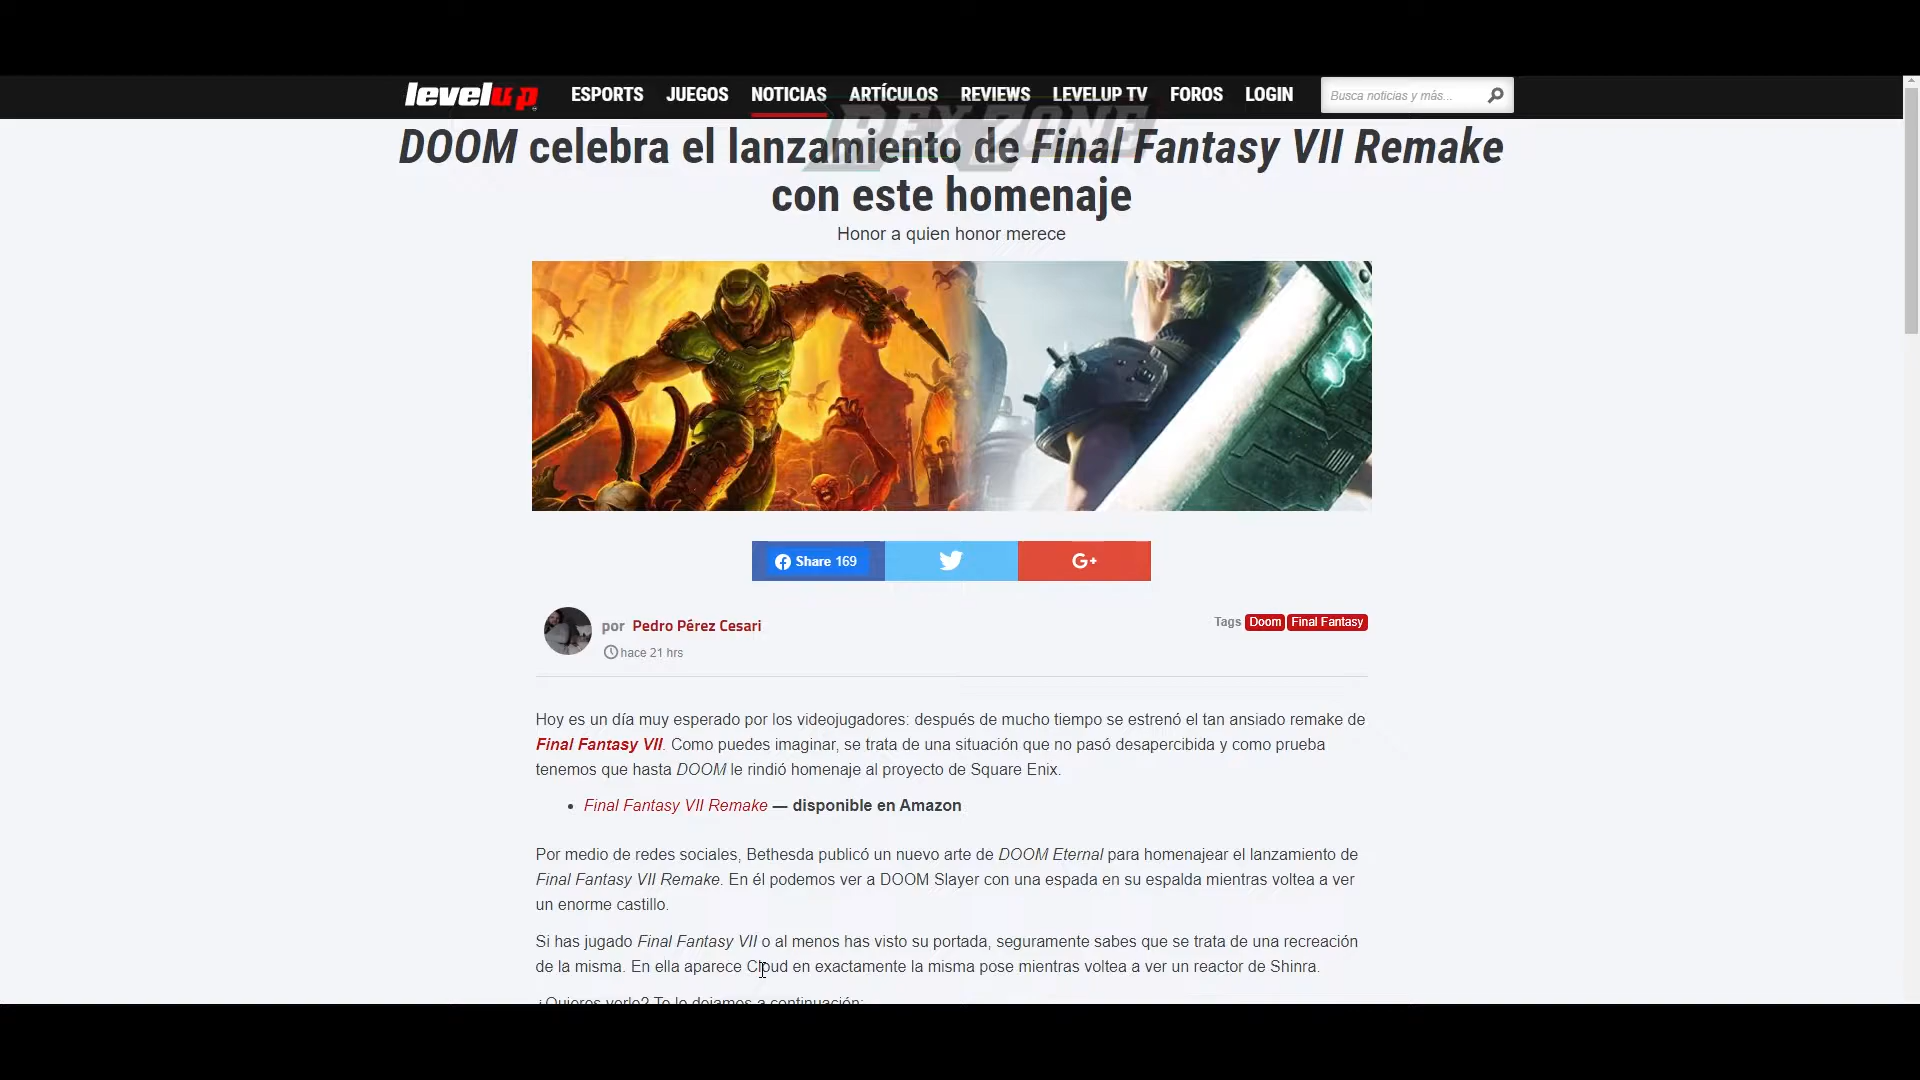 levelup ESPORTS JUEGOS NOTICIAS ARTÍCULOS REVIEWS LEVELUP TV FOROS LOGIN Busca noticias y más...
REX ZONE
DOOM celebra el lanzamiento de Final Fantasy VII Remake
con este homenaje
Honor a quien honor merece
Share 169 G+
por Pedro Pérez Cesari
hace 21 hrs
Tags Doom Final Fantasy
Hoy es un día muy esperado por los videojugadores: después de mucho tiempo se estrenó el tan ansiado remake de
Final Fantasy VII. Como puedes imaginar, se trata de una situación que no pasó desapercibida y como prueba
tenemos que hasta DOOM le rindió homenaje al proyecto de Square Enix.
• Final Fantasy VII Remake — disponible en Amazon
Por medio de redes sociales, Bethesda publicó un nuevo arte de DOOM Eternal para homenajear el lanzamiento de
Final Fantasy VII Remake. En él podemos ver a DOOM Slayer con una espada en su espalda mientras voltea a ver
un enorme castillo.
Si has jugado Final Fantasy VII o al menos has visto su portada, seguramente sabes que se trata de una recreación
de la misma. En ella aparece Cloud en exactamente la misma pose mientras voltea a ver un reactor de Shinra.
¿Quieres verlo? Te lo dejamos a continuación: